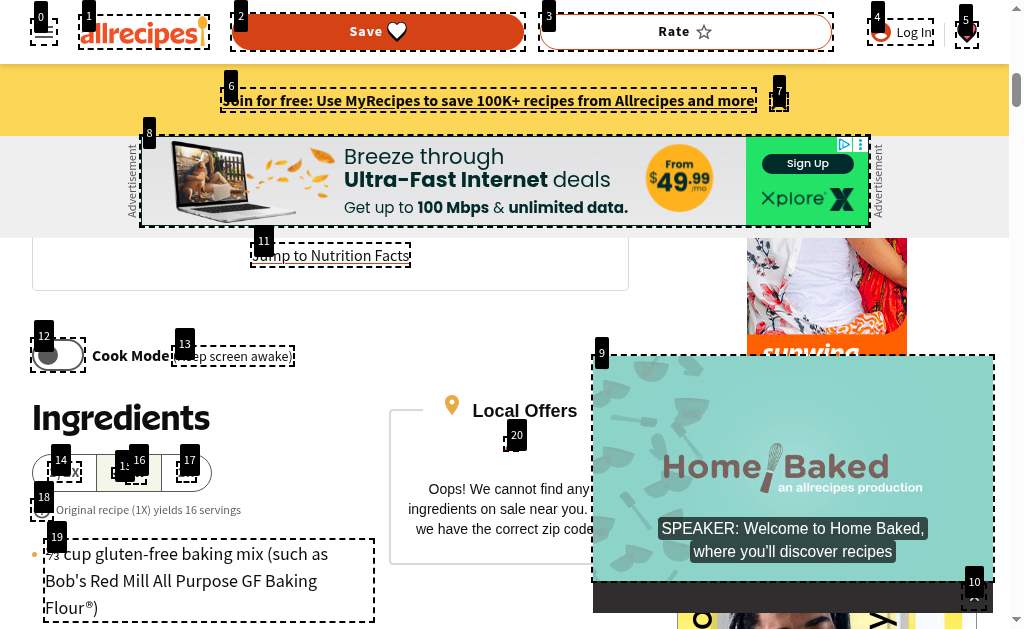 allrecipes
Save
Rate
Log In
Join for free: Use MyRecipes to save 100K+ recipes from Allrecipes and more
Advertisement
Breeze through
Ultra-Fast Internet deals
Get up to 100 Mbps & unlimited data.
From
$49.99
/mo
Sign Up
Xplore
Advertisement
Jump to Nutrition Facts
sunwing
Cook Mode
screen awake)
Ingredients
Original recipe (1X) yields 16 servings
cup gluten-free baking mix (such as
Bob's Red Mill All Purpose GF Baking
Flour®)
Local Offers
Oops! We cannot find any
ingredients on sale near you.
we have the correct zip code
Home Baked
an allrecipes production
SPEAKER: Welcome to Home Baked,
where you'll discover recipes
0
1
2
3
4
5
6
7
8
9
10
11
12
13
14
16
17
18
19
20